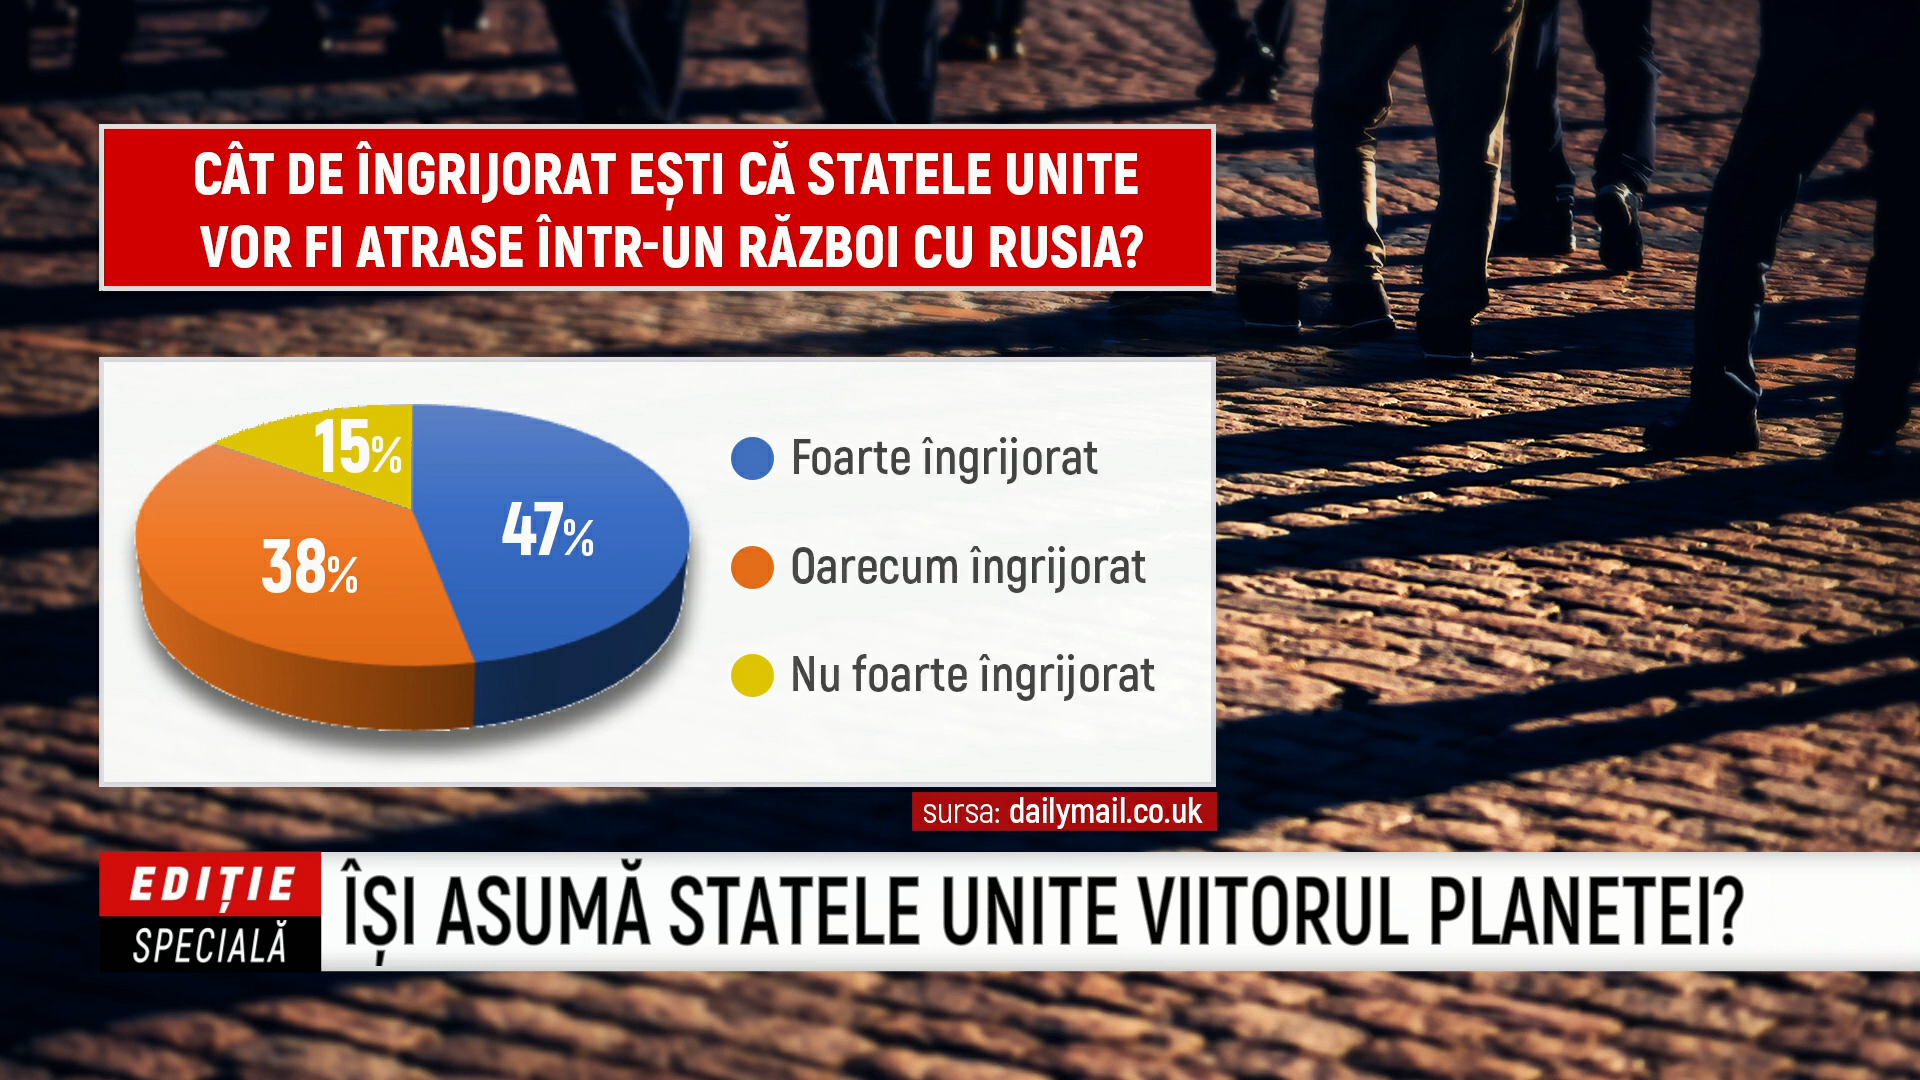 CÂT DE ÎNGRIJORAT EȘTI CĂ STATELE UNITE
VOR FI ATRASE ÎNTR-UN RĂZBOI CU RUSIA?
15%
47%
38%
Foarte îngrijorat
Oarecum îngrijorat
Nu foarte îngrijorat
sursa: dailymail.co.uk
EDIȚIE
SPECIALĂ
ÎȘI ASUMĂ STATELE UNITE VIITORUL PLANETEI?